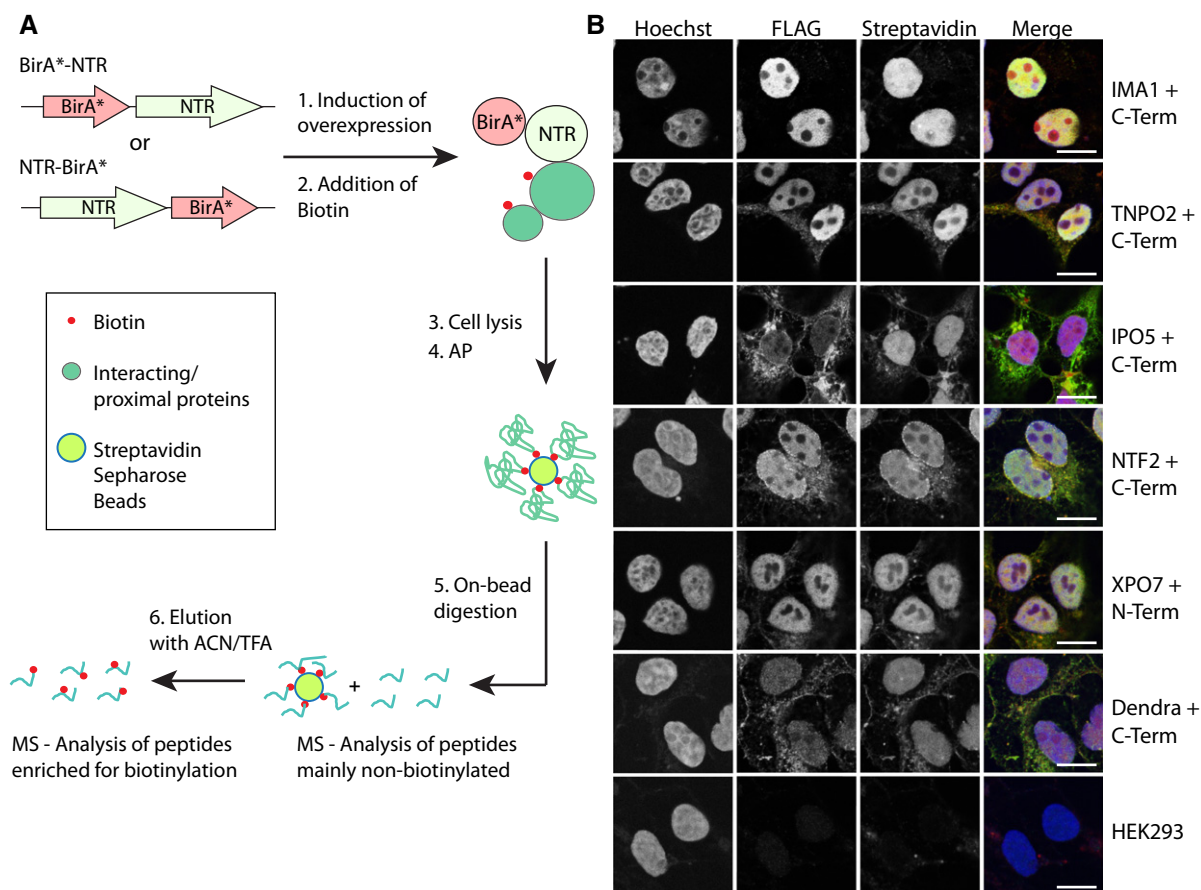 A
BirA*-NTR
BirA*
NTR
or
NTR-BirA*
NTR
BirA*
1. Induction of
overexpression
2. Addition of
Biotin
BirA*
NTR
Biotin
Interacting/
proximal proteins
Streptavidin
Sepharose
Beads
3. Cell lysis
4. AP
5. On-bead
digestion
6. Elution
with ACN/TFA
+
MS - Analysis of peptides
enriched for biotinylation
MS - Analysis of peptides
mainly non-biotinylated
B
Hoechst
FLAG
Streptavidin
Merge
IMA1 +
C-Term
TNPO2 +
C-Term
IPO5 +
C-Term
NTF2 +
C-Term
XPO7 +
N-Term
Dendra +
C-Term
HEK293